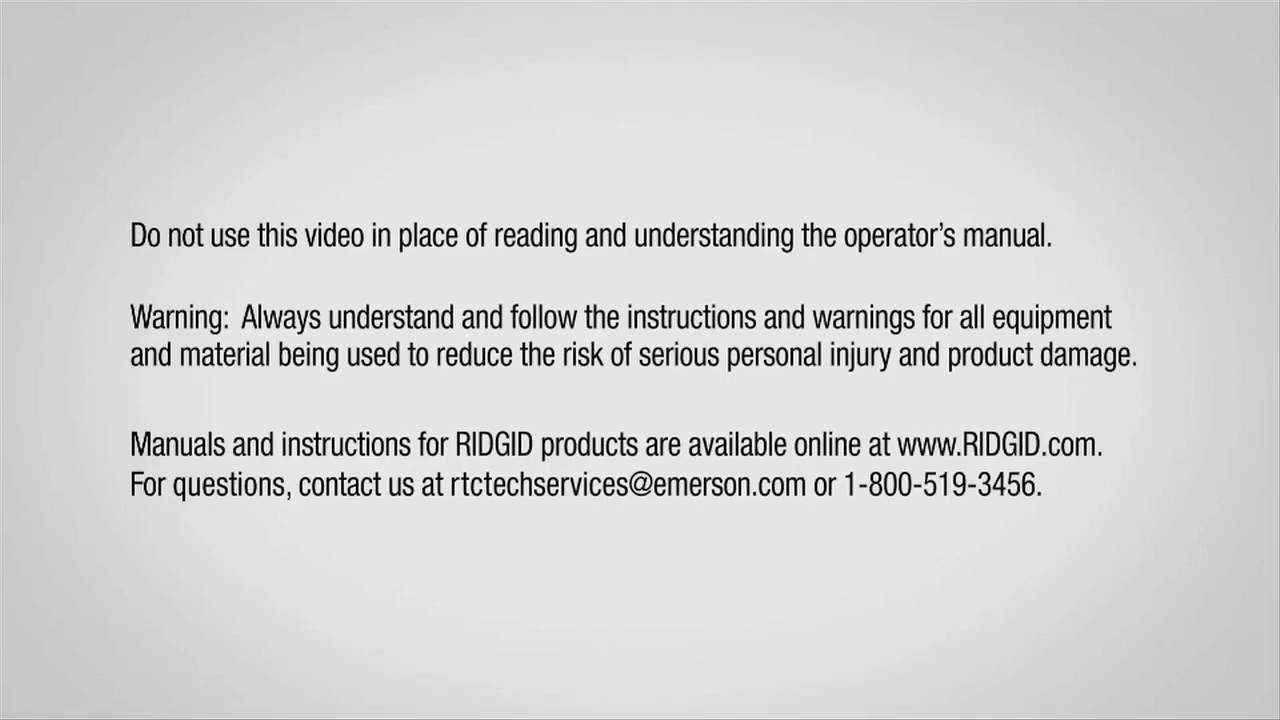 Do not use this video in place of reading and understanding the operator’s manual.
Warning:  Always understand and follow the instructions and warnings for all equipment
and material being used to reduce the risk of serious personal injury and product damage.
Manuals and instructions for RIDGID products are available online at www.RIDGID.com.
For questions, contact us at rtctechservices@emerson.com or 1-800-519-3456.